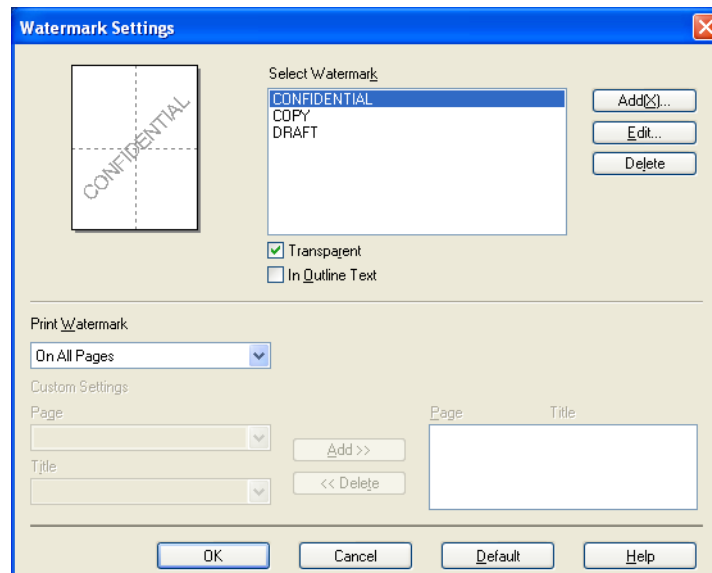 Watermark Settings
CONFIDENTIAL
Select Watermark
CONFIDENTIAL
COPY
DRAFT
Add(X)...
Edit...
Delete
Transparent
In Outline Text
Print Watermark
On All Pages
Custom Settings
Page
Title
Add >>
<< Delete
Page Title
OK Cancel Default Help